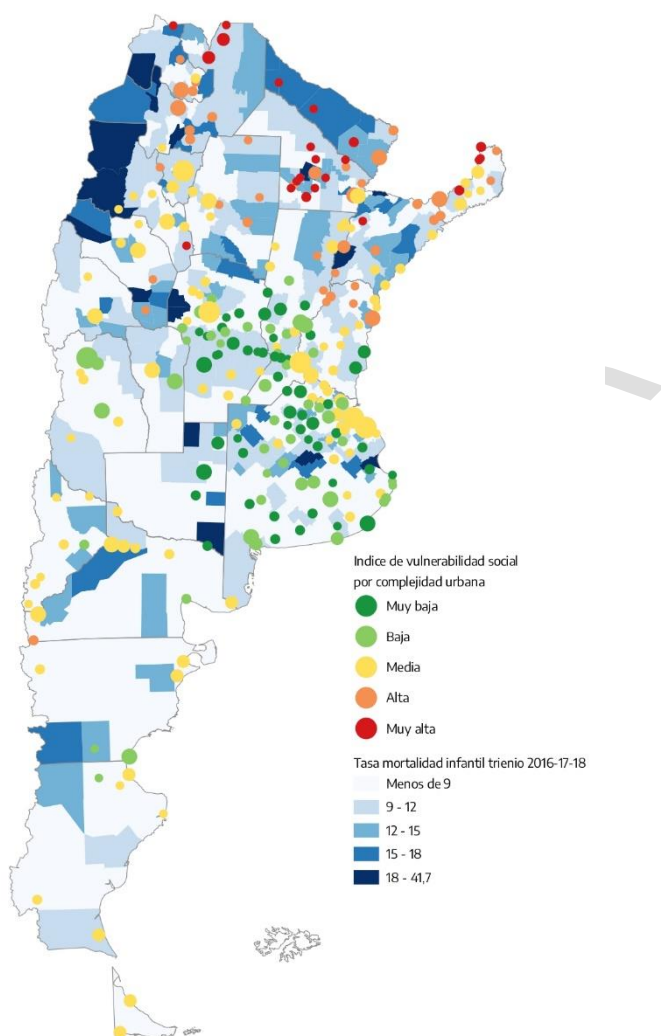 Indice de vulnerabilidad social
por complejidad urbana
Muy baja
Baja
Media
Alta
Muy alta
Tasa mortalidad infantil trienio 2016-17-18
Menos de 9
9 - 12
12 - 15
15 - 18
18 - 41,7